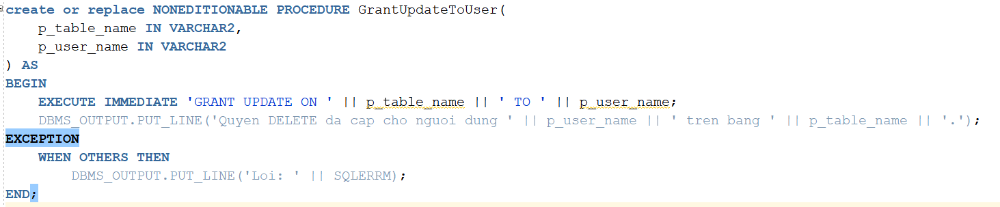 create or replace NONEDITIONABLE PROCEDURE GrantUpdateToUser(
    p_table_name IN VARCHAR2,
    p_user_name IN VARCHAR2
) AS
BEGIN
    EXECUTE IMMEDIATE 'GRANT UPDATE ON ' || p_table_name || ' TO ' || p_user_name;
    DBMS_OUTPUT.PUT_LINE('Quyen DELETE da cap cho nguoi dung ' || p_user_name || ' tren bang ' || p_table_name || '.');
EXCEPTION
    WHEN OTHERS THEN
        DBMS_OUTPUT.PUT_LINE('Loi: ' || SQLERRM);
END;